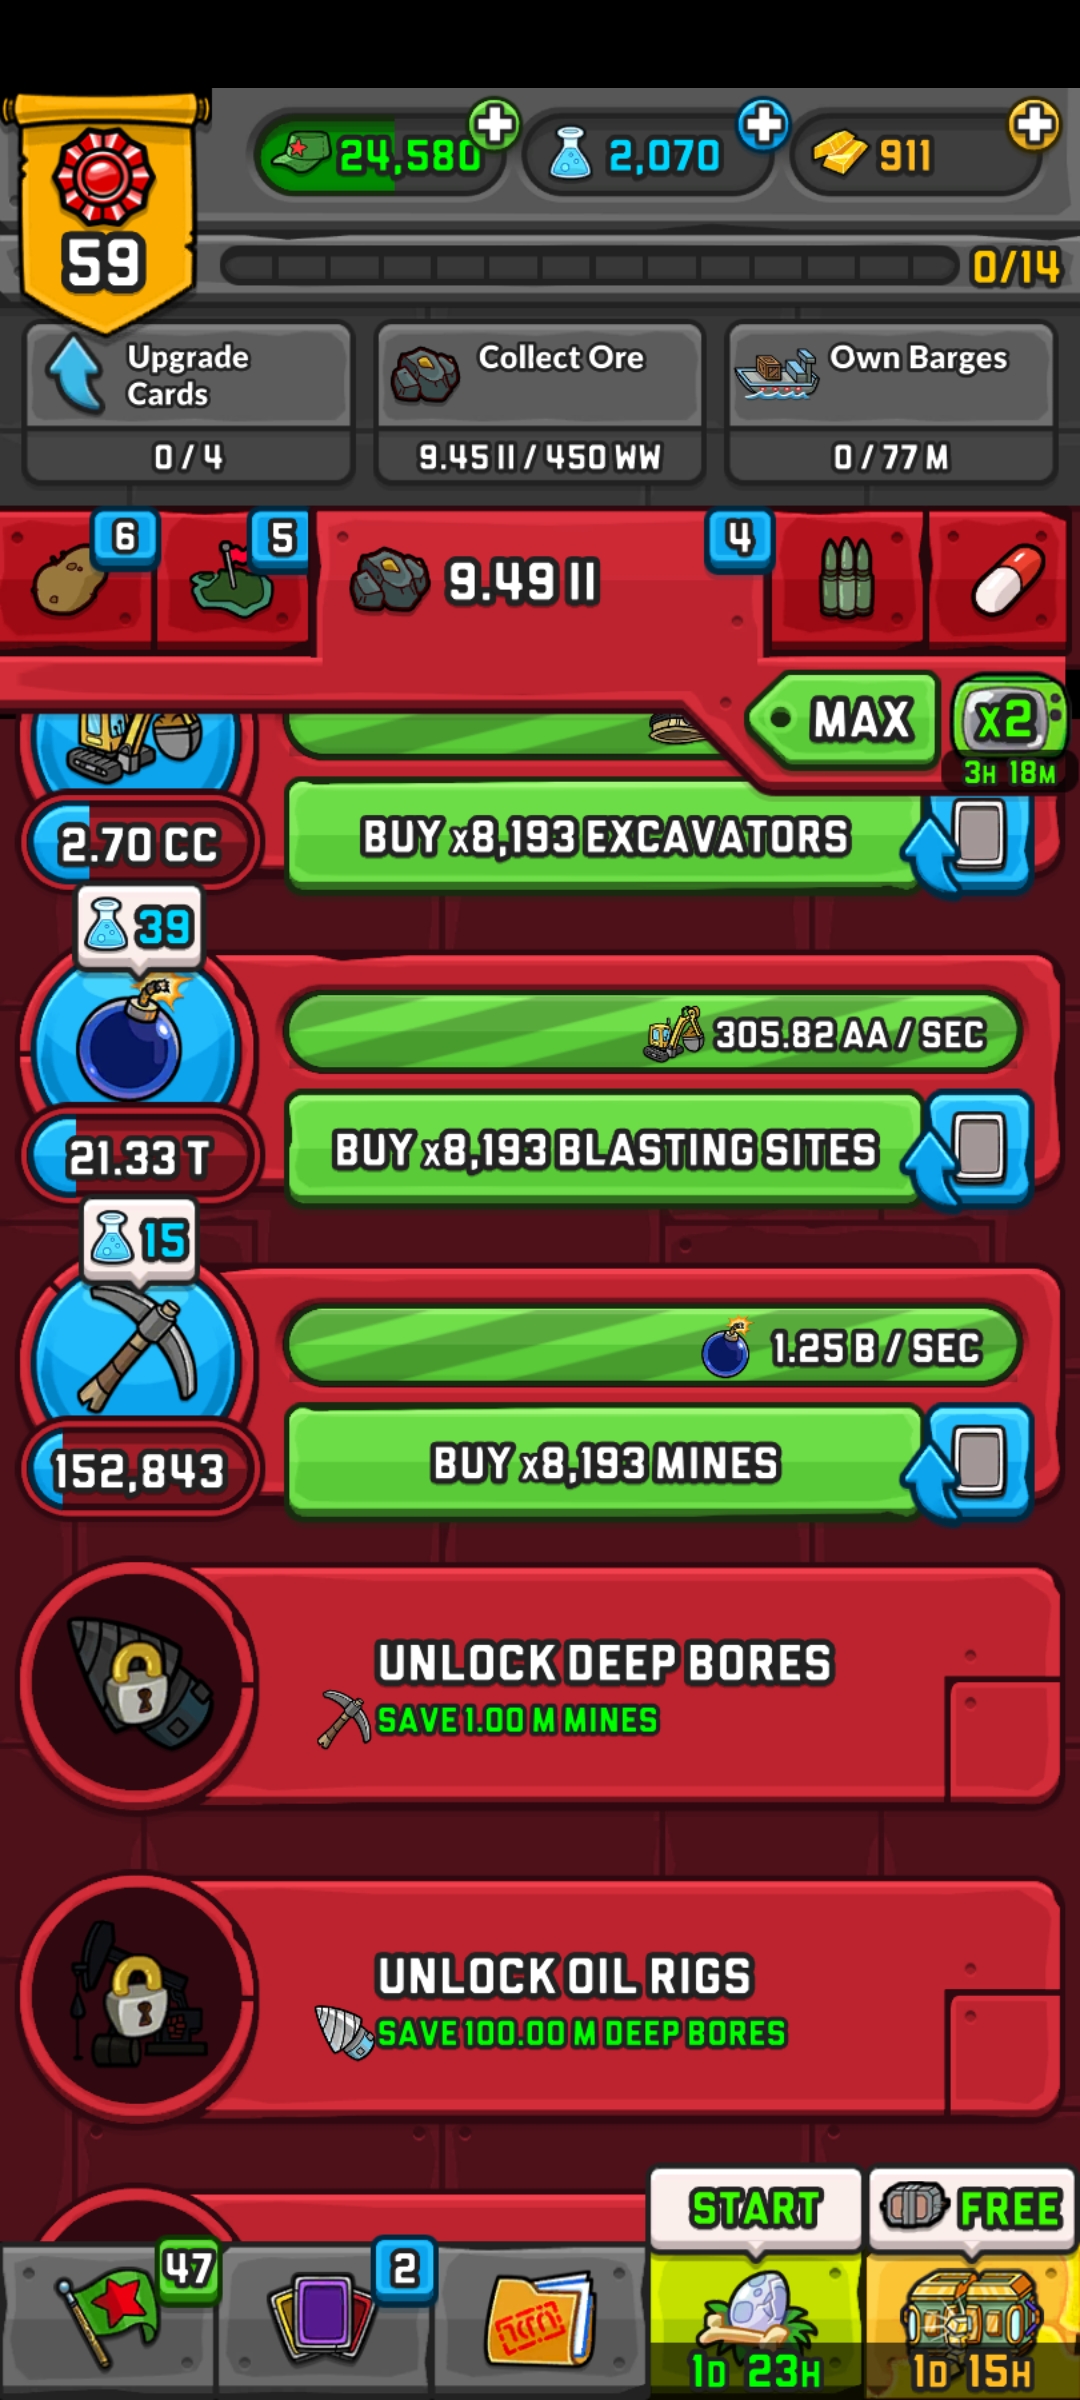 24,580
2,070
911
59
0/14
Upgrade
Cards
0 / 4
Collect Ore
9.45 II / 450 WW
Own Barges
0 / 77 M
6
5
9.49 II
4
MAX
x2
3H 18M
2.70 CC
BUY x8,193 EXCAVATORS
39
305.82 AA / SEC
21.33 T
BUY x8,193 BLASTING SITES
15
1.25 B / SEC
152,843
BUY x8,193 MINES
UNLOCK DEEP BORES
SAVE 1.00 M MINES
UNLOCK OIL RIGS
SAVE 100.00 M DEEP BORES
START
FREE
47
2
1D 23H
1D 15H